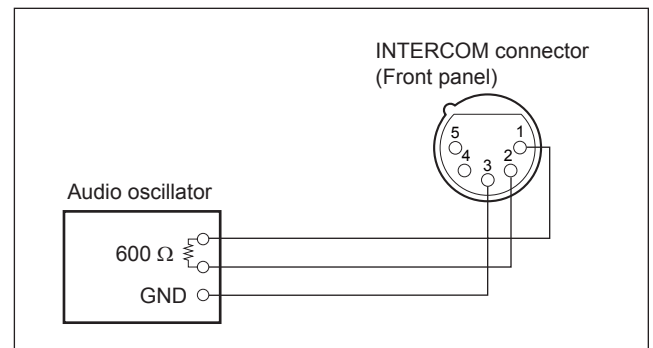 INTERCOM connector
(Front panel)
5
1
4
2
3
Audio oscillator
600 Ω
GND